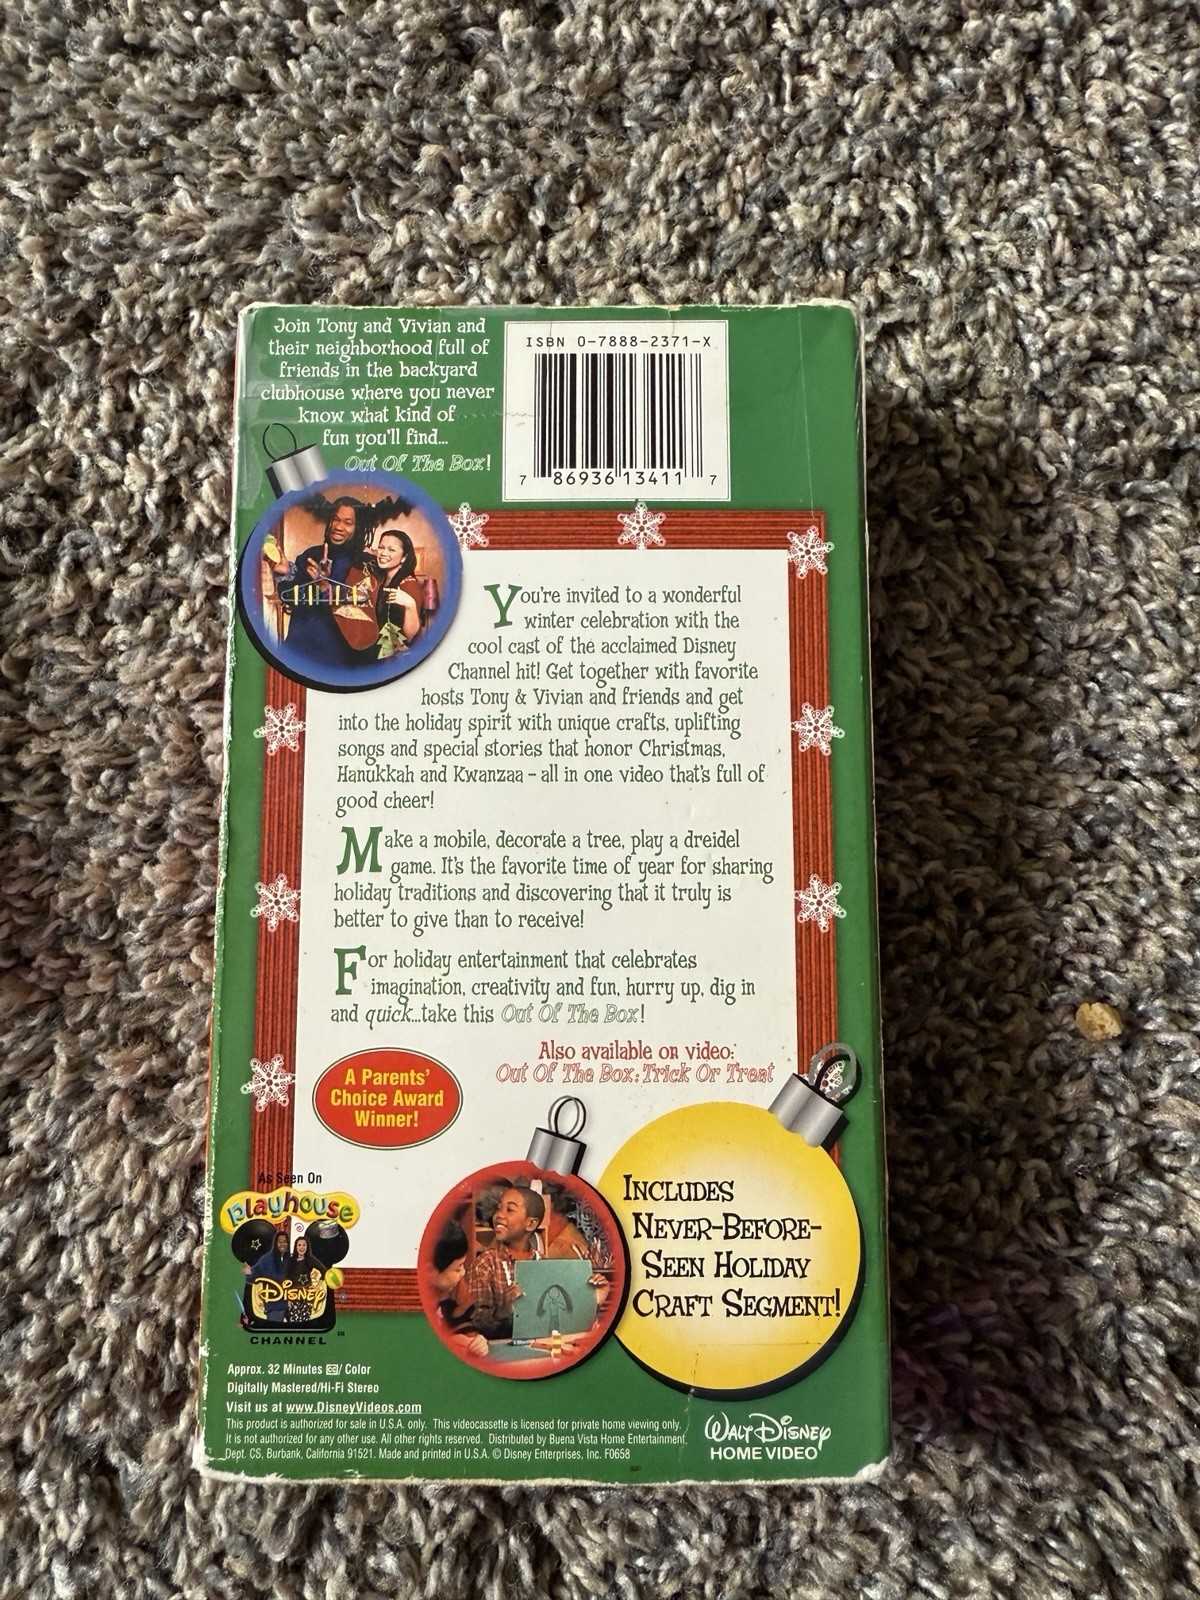 Join Tony and Vivian and
their neighborhood full of
friends in the backyard
clubhouse where you never
know what kind of
fun you'll find...
Out Of The Box!
ISBN 0-7888-2371-X
7 86936 13411 7
You're invited to a wonderful
winter celebration with the
cool cast of the acclaimed Disney
Channel hit! Get together with favorite
hosts Tony & Vivian and friends and get
into the holiday spirit with unique crafts, uplifting
songs and special stories that honor Christmas,
Hanukkah and Kwanzaa – all in one video that's full of
good cheer!
Make a mobile, decorate a tree, play a dreidel
game. It's the favorite time of year for sharing
holiday traditions and discovering that it truly is
better to give than to receive!
For holiday entertainment that celebrates
imagination, creativity and fun, hurry up, dig in
and quick...take this Out Of The Box!
Also available on video:
Out Of The Box: Trick Or Treat
A Parents'
Choice Award
Winner!
As Seen On
playhouse
Disney
CHANNEL
INCLUDES
NEVER-BEFORE-
SEEN HOLIDAY
CRAFT SEGMENT!
Approx. 32 Minutes CC/ Color
Digitally Mastered/Hi-Fi Stereo
Visit us at www.DisneyVideos.com
This product is authorized for sale in U.S.A. only. This videocassette is licensed for private home viewing only.
It is not authorized for any other use. All other rights reserved. Distributed by Buena Vista Home Entertainment,
Dept. CS, Burbank, California 91521. Made and printed in U.S.A. © Disney Enterprises, Inc. F0658
WALT DISNEY
HOME VIDEO